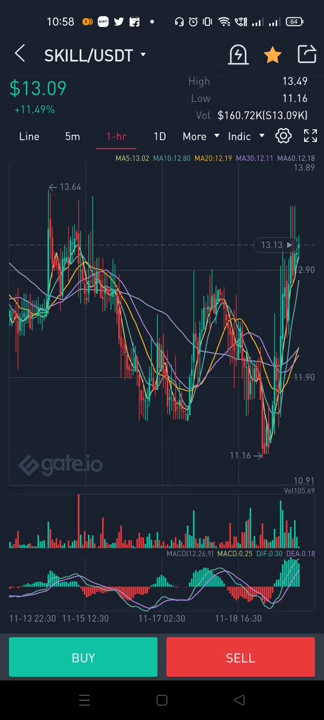 10:58 64
SKILL/USDT
$13.09 High 13.49
+11.49% Low 11.16
Vol $160.72K(S13.09K)
Line 5m 1-hr 1D More Indic
MA5:13.02 MA10:12.80 MA20:12.19 MA30:12.11 MA60:12.18
13.89
13.64
13.13
12.90
11.90
11.16
gate.io
10.91
Vol105.69
MACD(12,26,9) MACD:0.25 DIF:0.30 DEA:0.18
11-13 22:30 11-15 12:30 11-17 02:30 11-18 16:30
BUY SELL